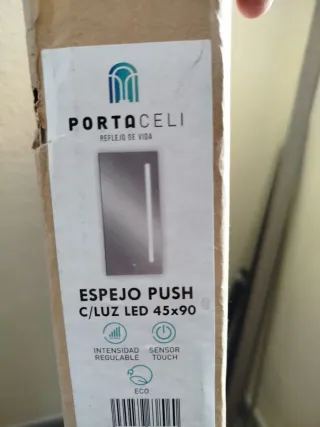 PORTACELI
REFLEJO DE VIDA
ESPEJO PUSH
C/LUZ LED 45x90
INTENSIDAD REGULABLE
SENSOR TOUCH
ECO